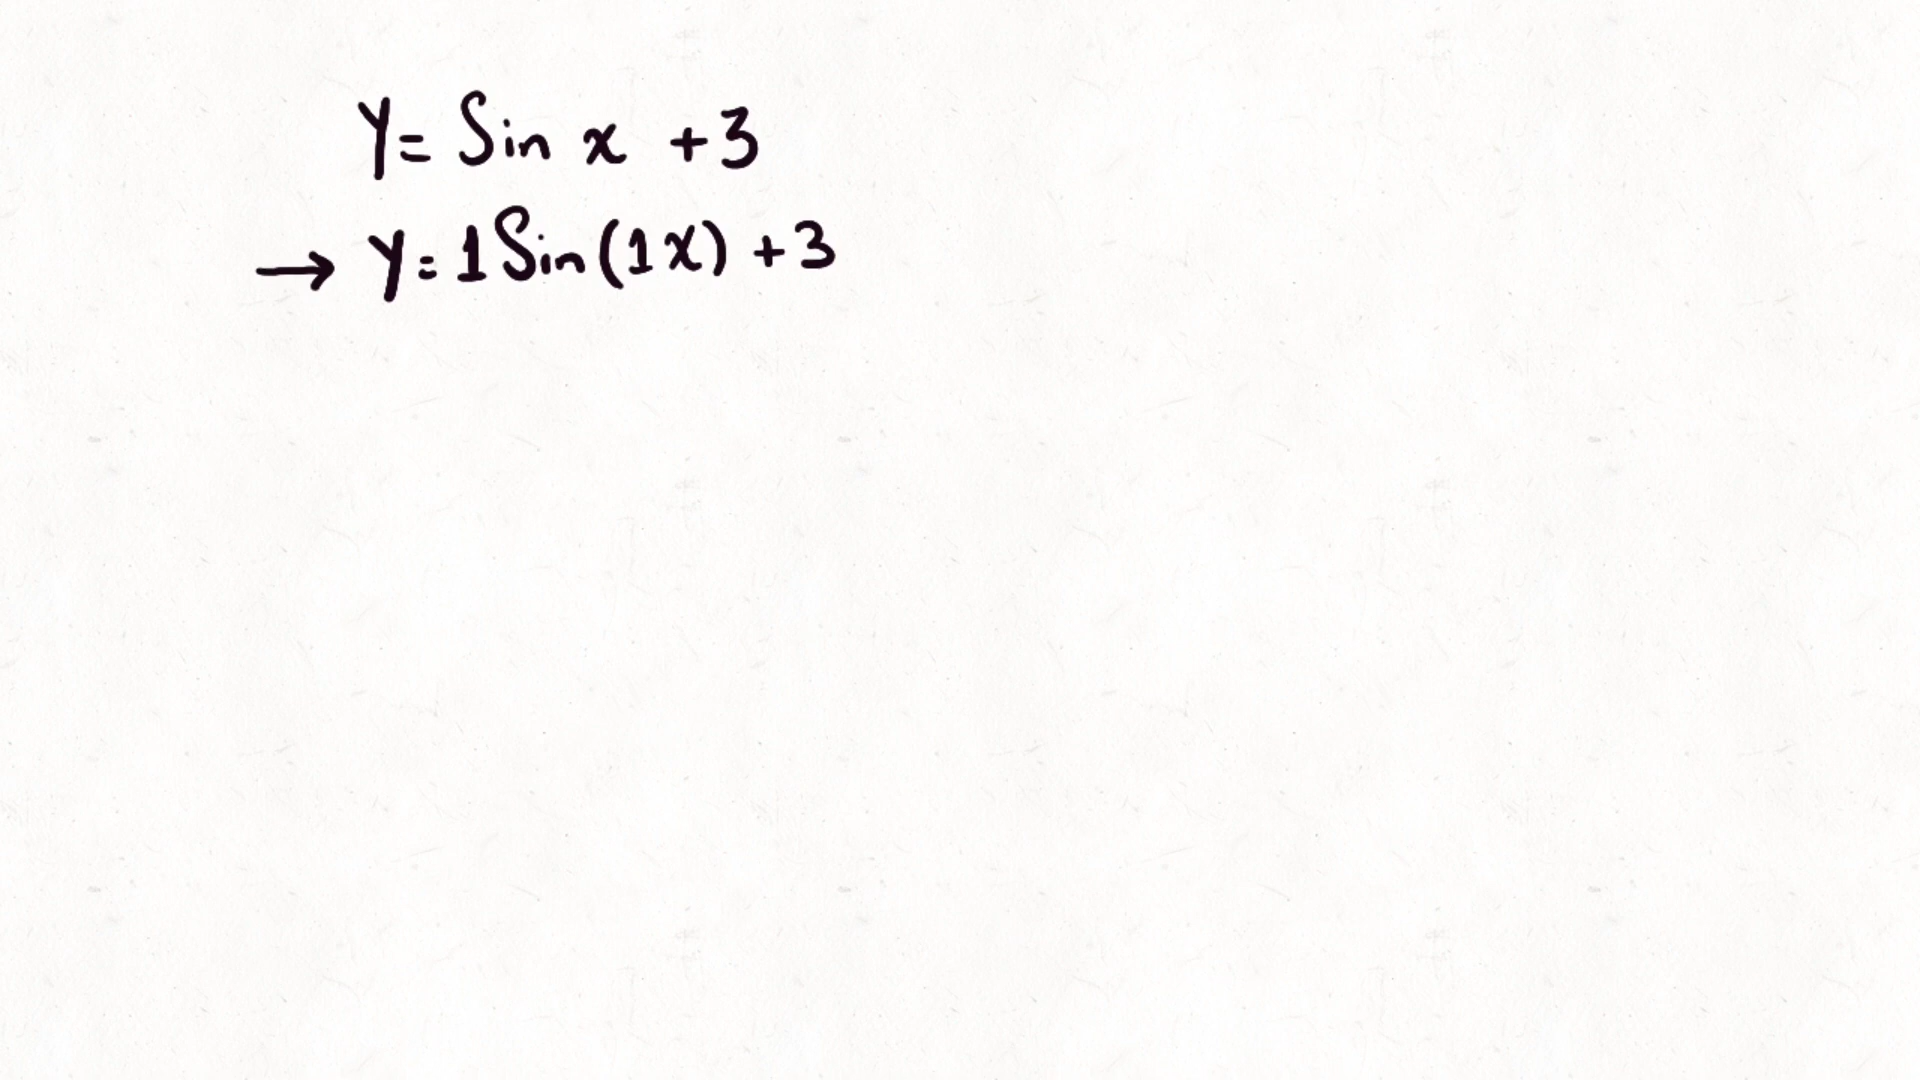 Y= Sin x +3
→ y=1Sin(1x) +3